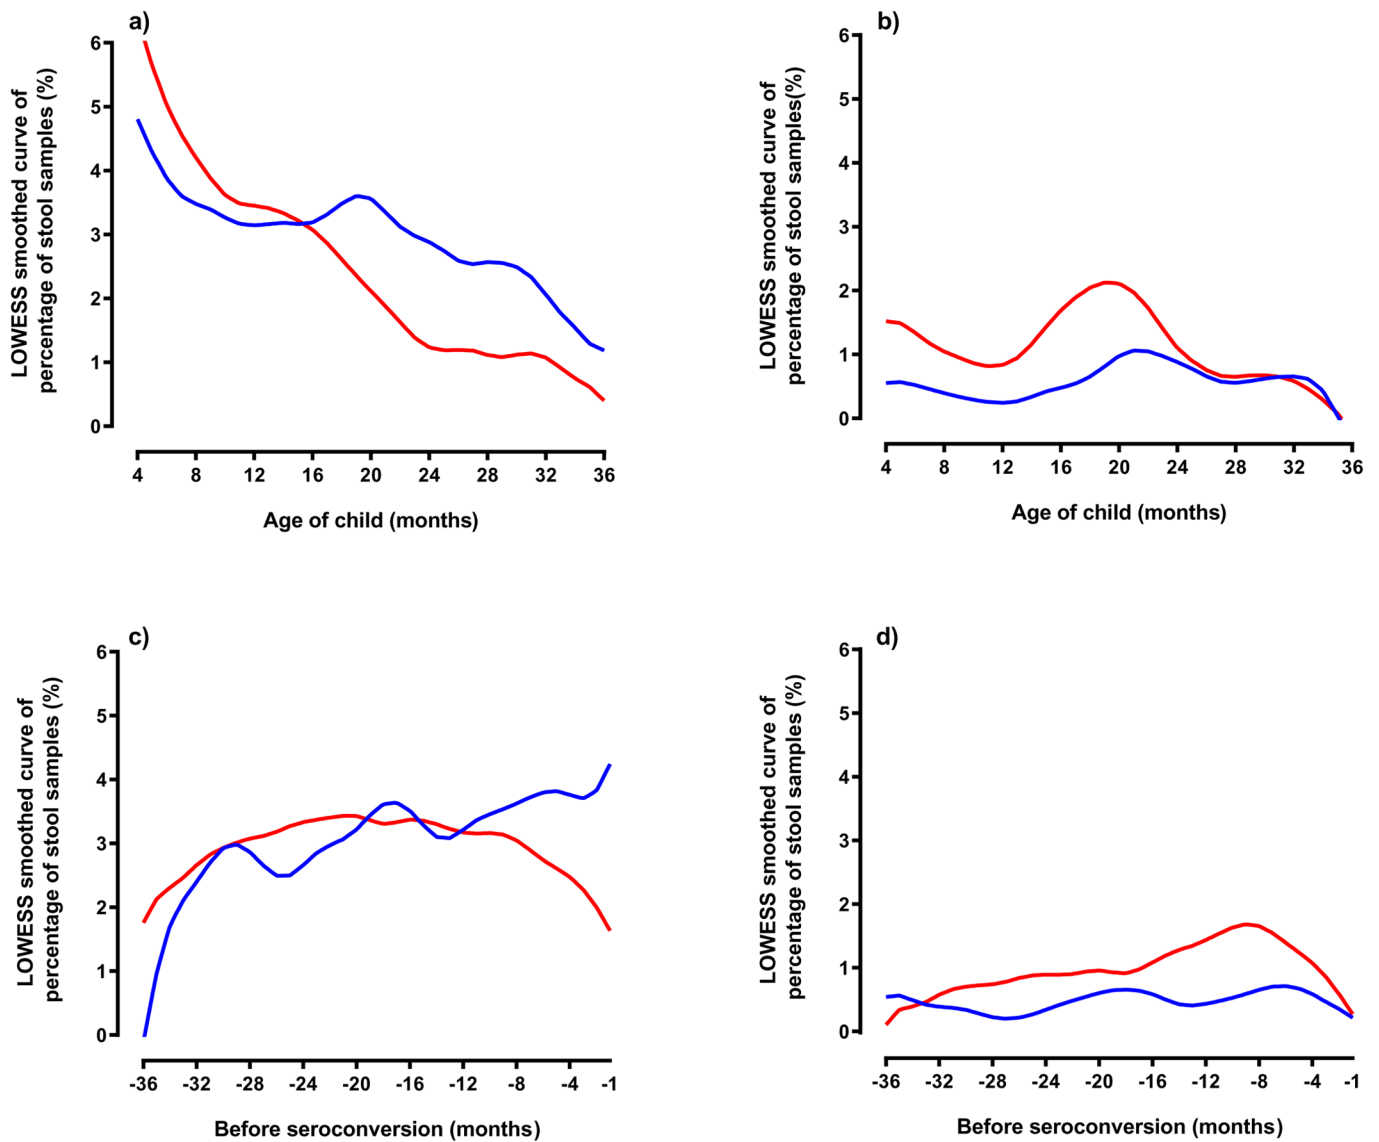 a)
LOWESS smoothed curve of
percentage of stool samples (%)
6
5
4
3
2
1
0
4 8 12 16 20 24 28 32 36
Age of child (months)
b)
LOWESS smoothed curve of
percentage of stool samples(%)
6
5
4
3
2
1
0
4 8 12 16 20 24 28 32 36
Age of child (months)
c)
LOWESS smoothed curve of
percentage of stool samples (%)
6
5
4
3
2
1
0
-36 -32 -28 -24 -20 -16 -12 -8 -4 -1
Before seroconversion (months)
d)
LOWESS smoothed curve of
percentage of stool samples (%)
6
5
4
3
2
1
0
-36 -32 -28 -24 -20 -16 -12 -8 -4 -1
Before seroconversion (months)